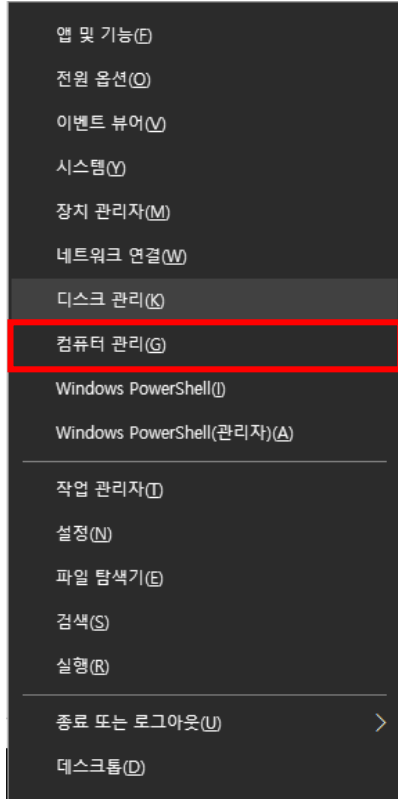 앱 및 기능(F)
전원 옵션(O)
이벤트 뷰어(V)
시스템(Y)
장치 관리자(M)
네트워크 연결(W)
디스크 관리(K)
컴퓨터 관리(G)
Windows PowerShell(I)
Windows PowerShell(관리자)(A)
작업 관리자(T)
설정(N)
파일 탐색기(E)
검색(S)
실행(R)
종료 또는 로그아웃(U)
데스크톱(D)